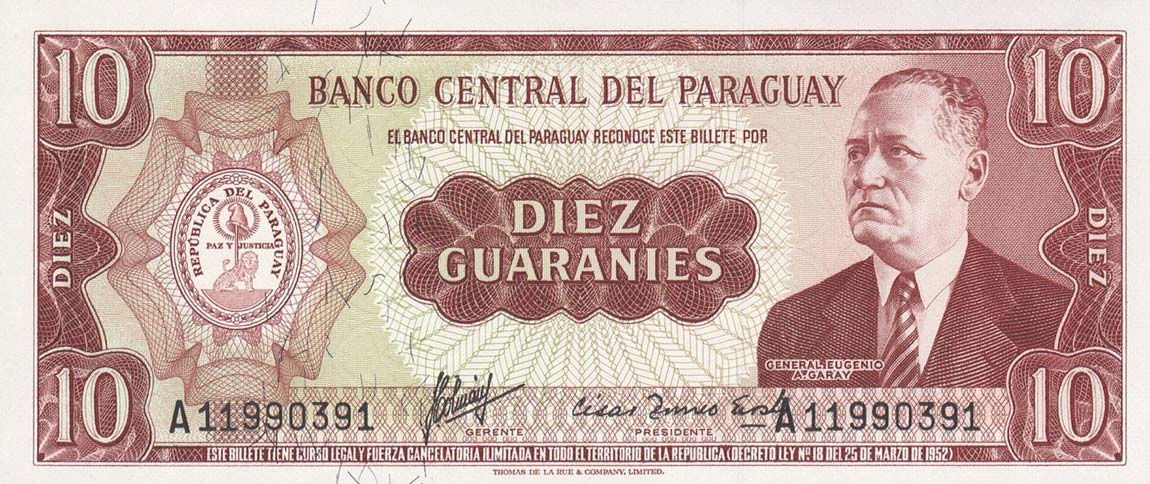 10
10
BANCO CENTRAL DEL PARAGUAY
EL BANCO CENTRAL DEL PARAGUAY RECONOCE ESTE BILLETE POR
DIEZ
GUARANIES
REPÚBLICA DEL PARAGUAY
PAZ Y JUSTICIA
DIEZ
DIEZ
GENERAL EUGENIO
A. GARAY
10
10
A11990391
GERENTE
PRESIDENTE
A11990391
ESTE BILLETE TIENE CURSO LEGAL Y FUERZA CANCELATORIA ILIMITADA EN TODO EL TERRITORIO DE LA REPUBLICA (DECRETO LEY Nº 18 DEL 25 DE MARZO DE 1952)
THOMAS DE LA RUE & COMPANY, LIMITED.